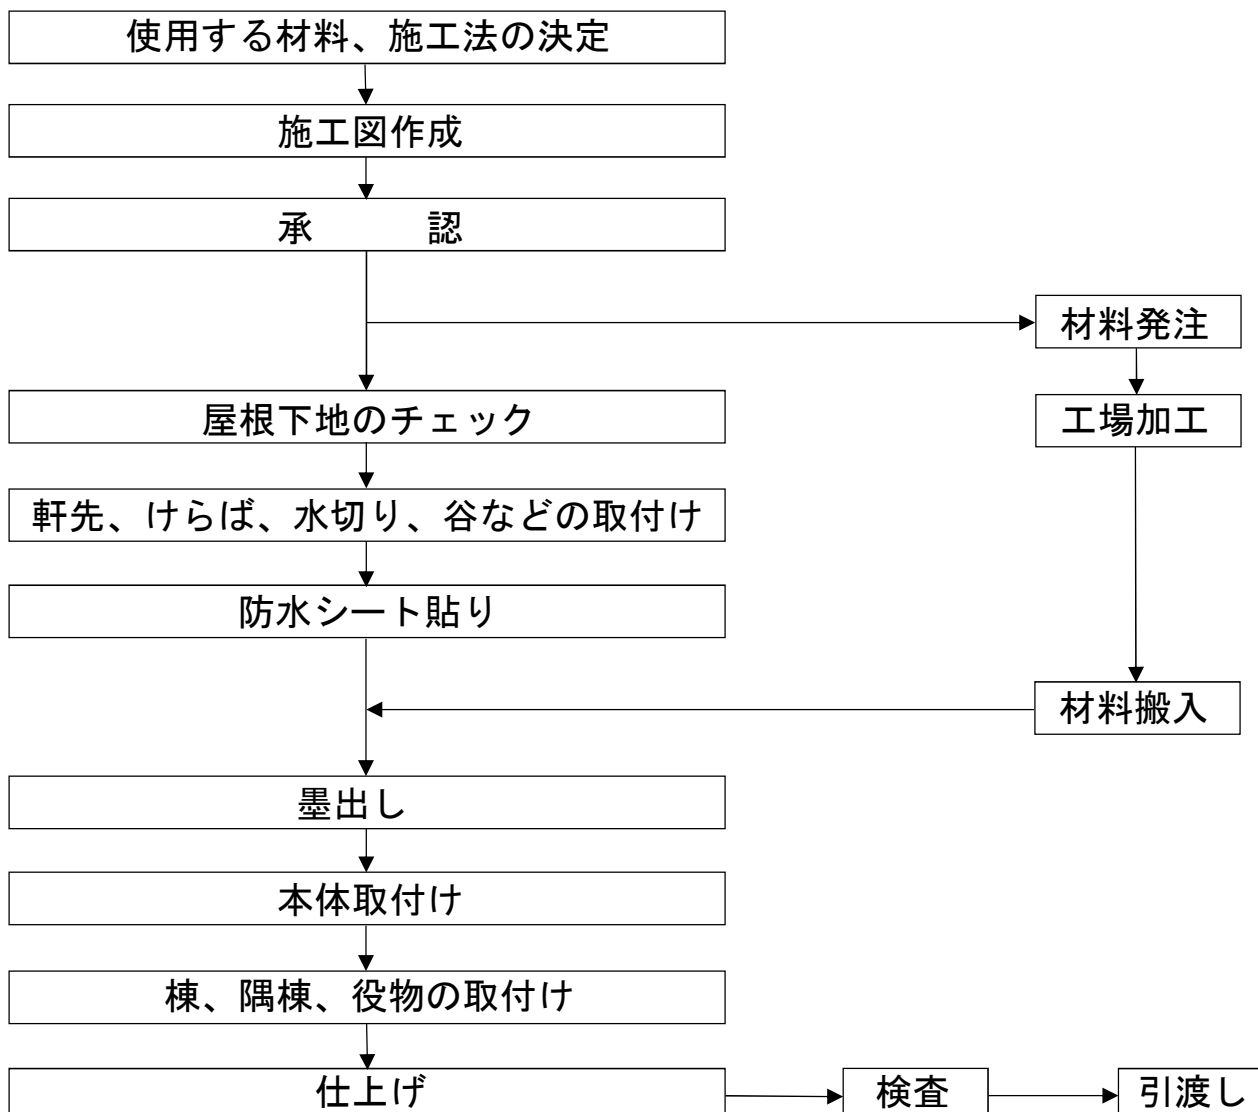 使用する材料、施工法の決定
施工図作成
承　　　認
材料発注
屋根下地のチェック
工場加工
軒先、けらば、水切り、谷などの取付け
防水シート貼り
材料搬入
墨出し
本体取付け
棟、隅棟、役物の取付け
仕上げ
検査
引渡し